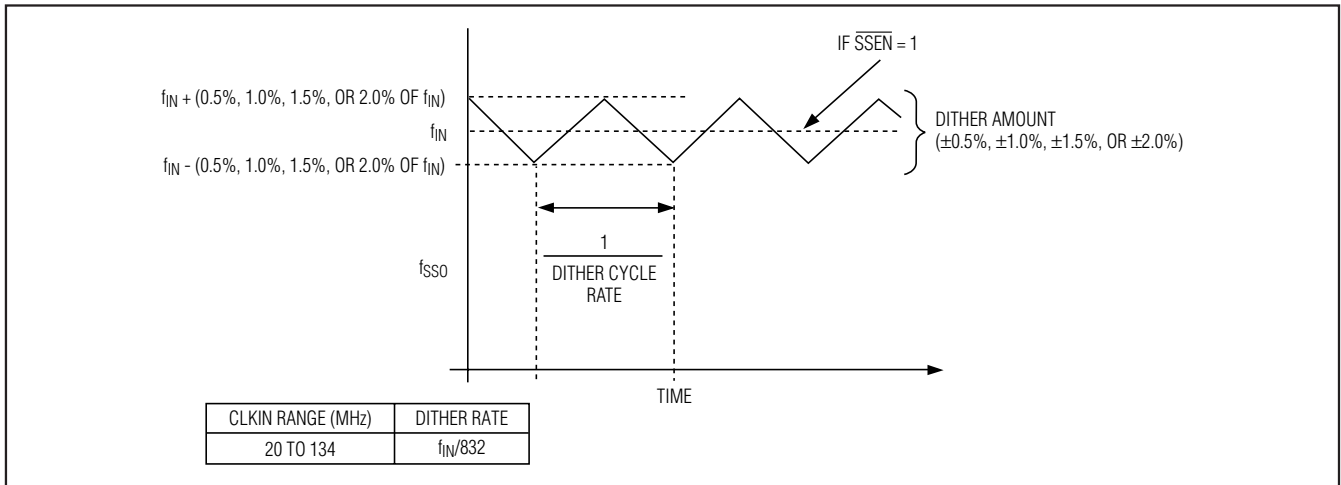 IF S̅S̅E̅N̅ = 1
fIN + (0.5%, 1.0%, 1.5%, OR 2.0% OF fIN)
fIN
fIN - (0.5%, 1.0%, 1.5%, OR 2.0% OF fIN)
DITHER AMOUNT
(±0.5%, ±1.0%, ±1.5%, OR ±2.0%)
1
DITHER CYCLE
RATE
fSSO
TIME
CLKIN RANGE (MHz) DITHER RATE
20 TO 134 fIN/832